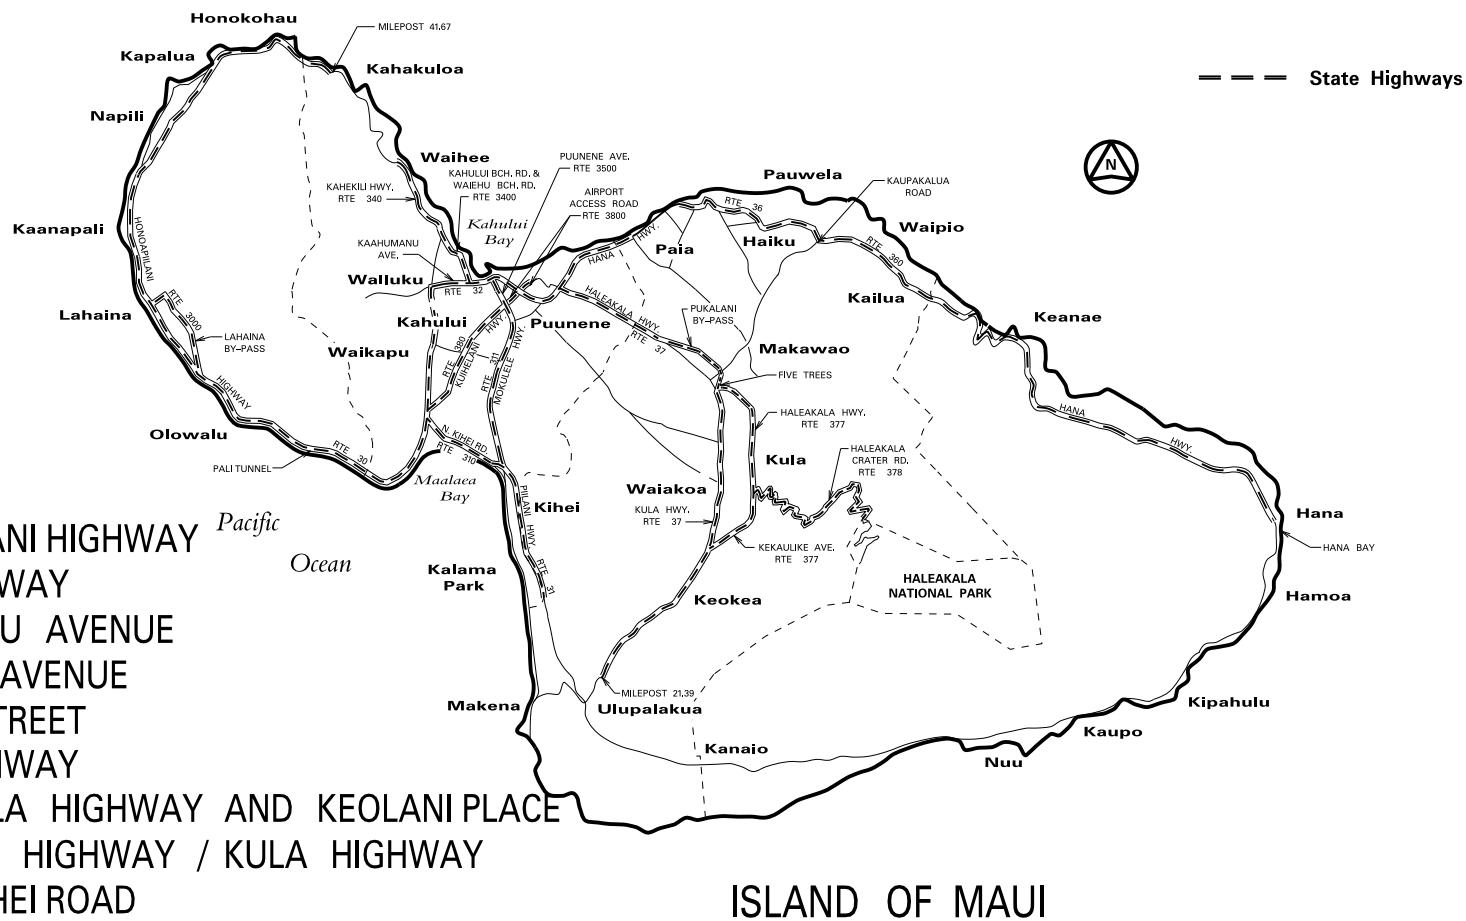 Honokohau
MILEPOST 41.67
Kapalua
Kahakuloa
State Highways
Napili
N
Waihee
PUUNENE AVE.
RTE 3500
KAHULUI BCH. RD. &
WAIEHU BCH. RD.
RTE 3400
KAHEKILI HWY.
RTE 340
AIRPORT
ACCESS ROAD
RTE 3800
Pauwela
KAUPAKALUA
ROAD
RTE 36
Waipio
Kahului
Bay
Kaanapali
HONOAPIILANI
KAAHUMANU
AVE.
HANA
HWY.
Paia
Haiku
RTE 360
Walluku
RTE 32
Kailua
Lahaina
RTE 3000
LAHAINA
BY-PASS
Kahului
Puunene
HALEAKALA HWY.
RTE 37
PUKALANI
BY-PASS
Keanae
Waikapu
RTE 380
KUIHELANI
HWY.
RTE 311
MOKULELE HWY.
Makawao
FIVE TREES
HIGHWAY
HALEAKALA HWY.
RTE 377
HANA
HWY.
Olowalu
PALI TUNNEL
RTE 30
N. KIHEI RD.
RTE 310
Maalaea
Bay
Kula
HALEAKALA
CRATER RD.
RTE 378
Waiakoa
KULA HWY.
RTE 37
Kihei
PIILANI HWY.
RTE 31
Hana
HANA BAY
Pacific
Ocean
KEKAULIKE AVE.
RTE 377
Kalama
Park
HALEAKALA
NATIONAL PARK
Keokea
Hamoa
MILEPOST 21.39
Makena
Ulupalakua
Kipahulu
Kaupo
Kanaio
Nuu
ANI HIGHWAY
WAY
U AVENUE
AVENUE
TREET
HWAY
LA HIGHWAY AND KEOLANI PLACE
HIGHWAY / KULA HIGHWAY
HEI ROAD
ISLAND OF MAUI